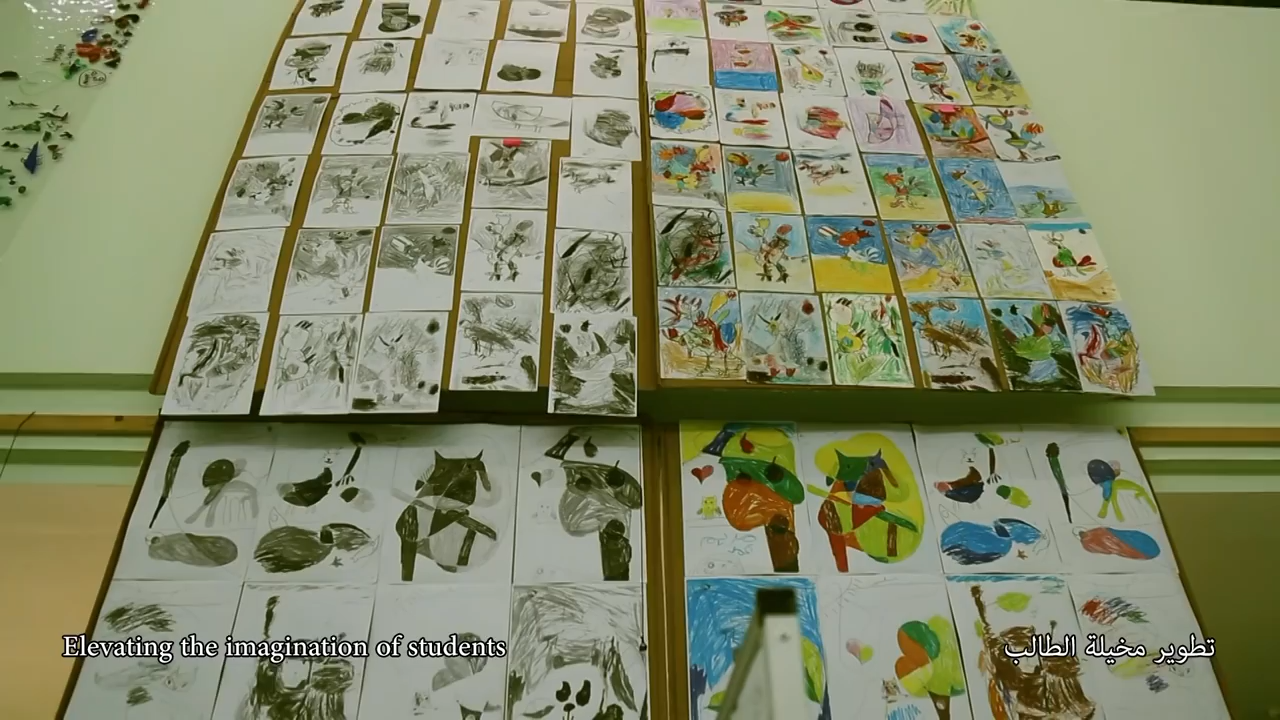 Elevating the imagination of students
تطوير مخيلة الطالب